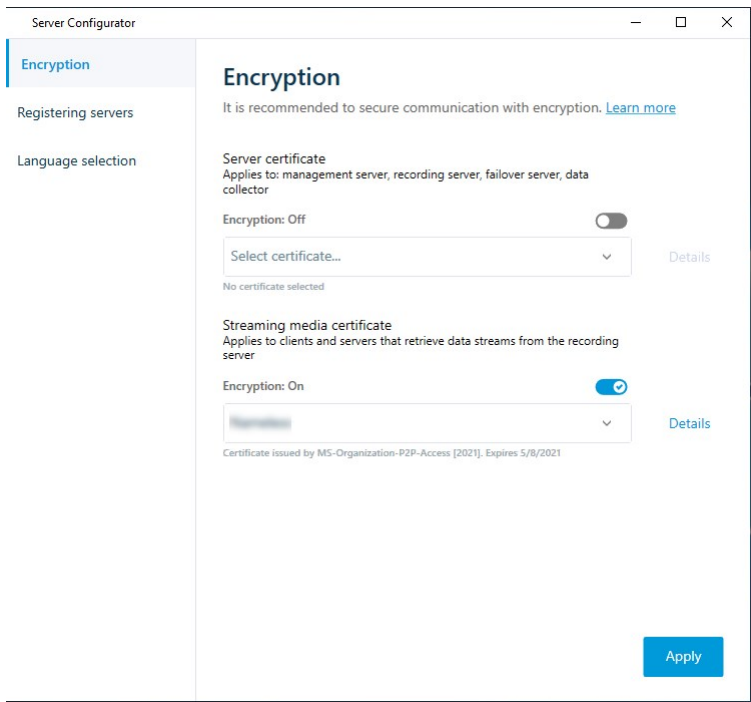 Server Configurator
Encryption
Registering servers
Language selection
Encryption
It is recommended to secure communication with encryption. Learn more
Server certificate
Applies to: management server, recording server, failover server, data
collector
Encryption: Off
Select certificate...
Details
No certificate selected
Streaming media certificate
Applies to clients and servers that retrieve data streams from the recording
server
Encryption: On
Details
Certificate issued by MS-Organization-P2P-Access [2021]. Expires 5/8/2021
Apply